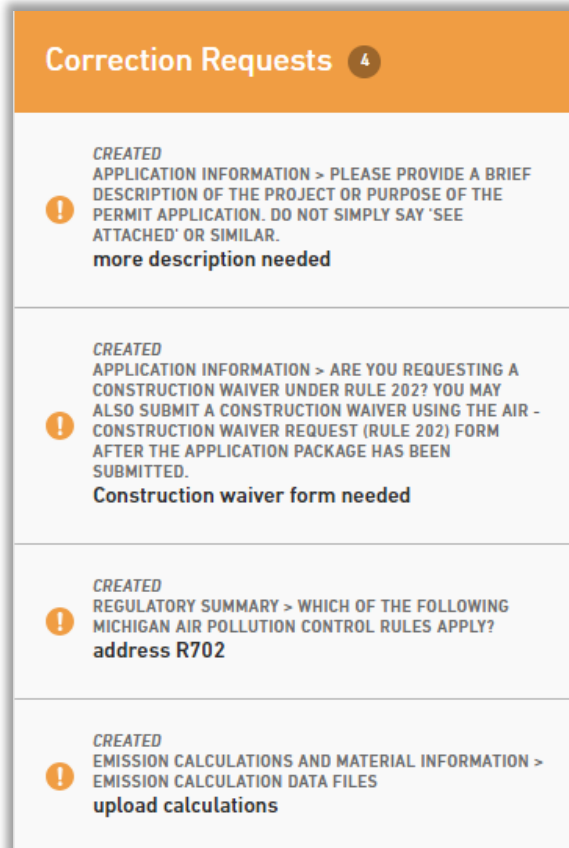 Correction Requests 4
CREATED
APPLICATION INFORMATION > PLEASE PROVIDE A BRIEF
DESCRIPTION OF THE PROJECT OR PURPOSE OF THE
PERMIT APPLICATION. DO NOT SIMPLY SAY 'SEE
ATTACHED' OR SIMILAR.
more description needed
CREATED
APPLICATION INFORMATION > ARE YOU REQUESTING A
CONSTRUCTION WAIVER UNDER RULE 202? YOU MAY
ALSO SUBMIT A CONSTRUCTION WAIVER USING THE AIR -
CONSTRUCTION WAIVER REQUEST (RULE 202) FORM
AFTER THE APPLICATION PACKAGE HAS BEEN
SUBMITTED.
Construction waiver form needed
CREATED
REGULATORY SUMMARY > WHICH OF THE FOLLOWING
MICHIGAN AIR POLLUTION CONTROL RULES APPLY?
address R702
CREATED
EMISSION CALCULATIONS AND MATERIAL INFORMATION >
EMISSION CALCULATION DATA FILES
upload calculations